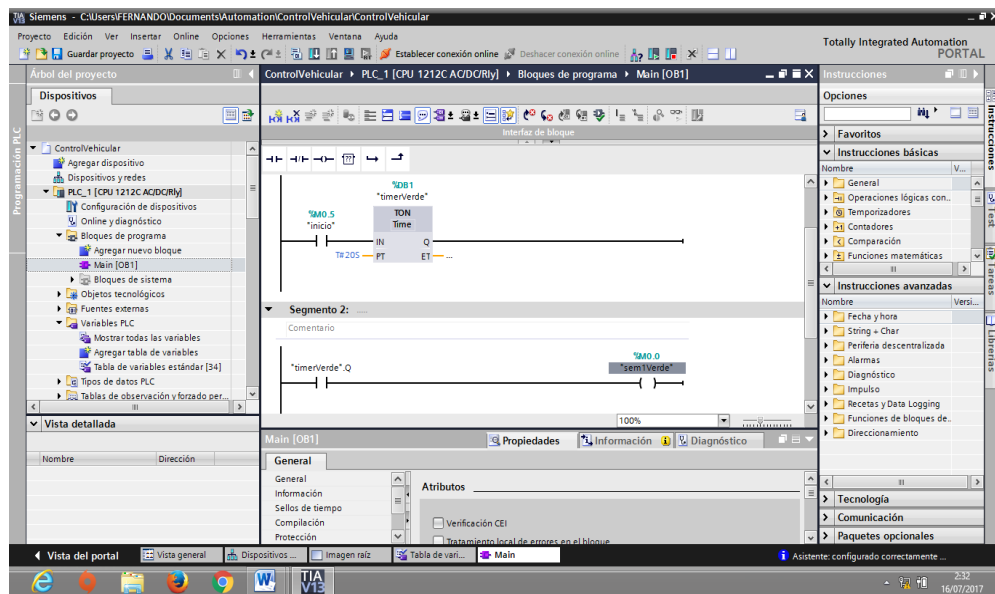 Siemens - C:\Users\FERNANDO\Documents\Automation\ControlVehicular\ControlVehicular
Proyecto Edición Ver Insertar Online Opciones Herramientas Ventana Ayuda
Totally Integrated Automation
PORTAL
Guardar proyecto
Establecer conexión online
Deshacer conexión online
Árbol del proyecto
ControlVehicular PLC_1 [CPU 1212C AC/DC/Rly] Bloques de programa Main [OB1]
Instrucciones
Dispositivos
Opciones
Programación PLC
ControlVehicular
Agregar dispositivo
Dispositivos y redes
PLC_1 [CPU 1212C AC/DC/Rly]
Configuración de dispositivos
Online y diagnóstico
Bloques de programa
Agregar nuevo bloque
Main [OB1]
Bloques de sistema
Objetos tecnológicos
Fuentes externas
Variables PLC
Mostrar todas las variables
Agregar tabla de variables
Tabla de variables estándar [34]
Tipos de datos PLC
Tablas de observación y forzado per...
Vista detallada
Nombre Dirección
Interfaz de bloque
%DB1
"timerVerde"
%M0.5
"inicio"
TON
Time
IN Q
T#20S PT ET ...
Segmento 2: .....
Comentario
%M0.0
"timerVerde".Q "sem1Verde"
100%
Main [OB1]
Propiedades
Información
Diagnóstico
General
General
Información
Sellos de tiempo
Compilación
Protección
Atributos
Verificación CEI
Tratamiento local de errores en el bloque
Favoritos
Instrucciones básicas
Nombre V...
General
Operaciones lógicas con..
Temporizadores
Contadores
Comparación
Funciones matemáticas
Instrucciones avanzadas
Nombre Versi...
Fecha y hora
String + Char
Periferia descentralizada
Alarmas
Diagnóstico
Impulso
Recetas y Data Logging
Funciones de bloques de..
Direccionamiento
Tecnología
Comunicación
Paquetes opcionales
Instrucciones
Test
Tareas
Librerías
Vista del portal
Vista general
Dispositivos ...
Imagen raíz
Tabla de vari...
Main
Asistente: configurado correctamente ...
TIA
V13
2:32
16/07/2017